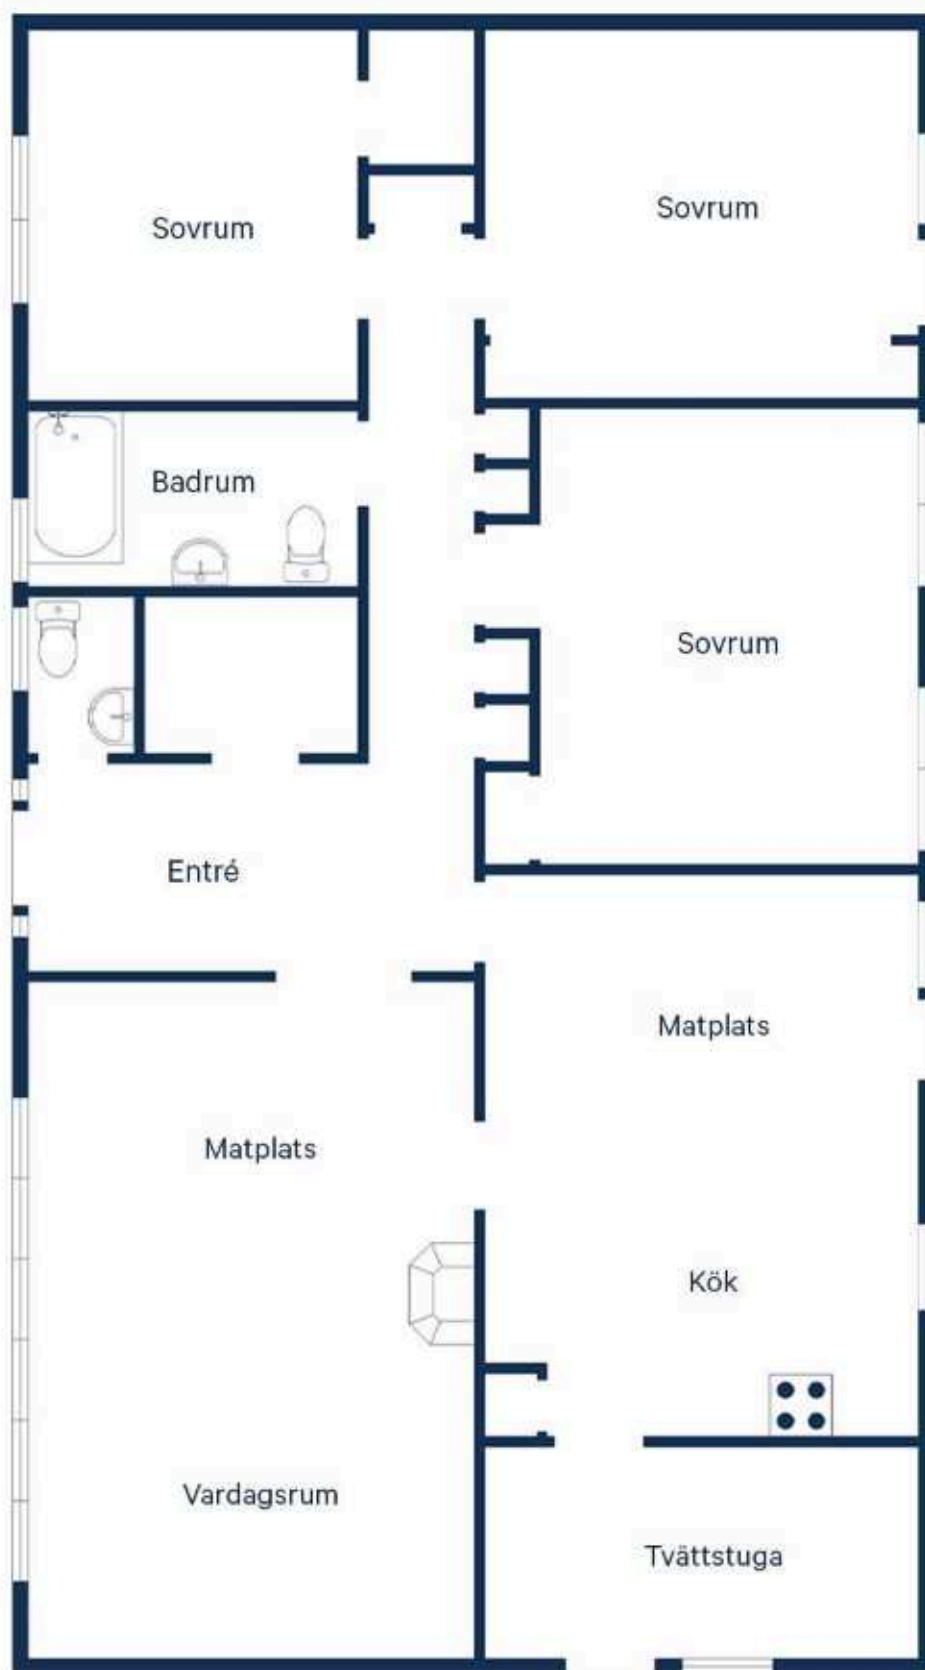 Sovrum
Sovrum
Badrum
Sovrum
Entré
Matplats
Matplats
Kök
Vardagsrum
Tvättstuga